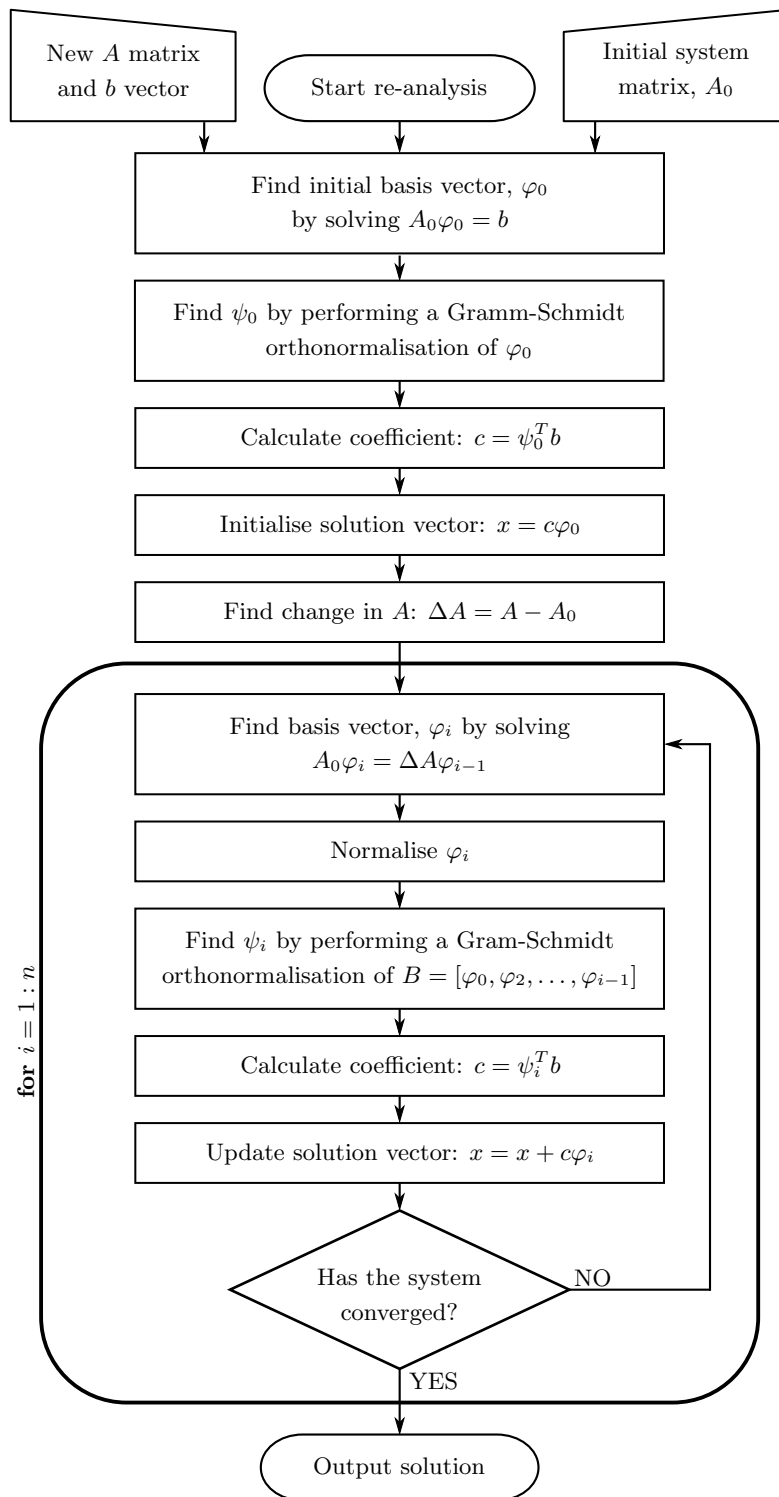 New A matrix
and b vector
Start re-analysis
Initial system
matrix, A₀
Find initial basis vector, φ₀
by solving A₀φ₀ = b
Find ψ₀ by performing a Gramm-Schmidt
orthonormalisation of φ₀
Calculate coefficient: c = ψ₀ᵀb
Initialise solution vector: x = cφ₀
Find change in A: ΔA = A − A₀
for i = 1 : n
Find basis vector, φᵢ by solving
A₀φᵢ = ΔAφᵢ₋₁
Normalise φᵢ
Find ψᵢ by performing a Gram-Schmidt
orthonormalisation of B = [φ₀, φ₂, . . . , φᵢ₋₁]
Calculate coefficient: c = ψᵢᵀb
Update solution vector: x = x + cφᵢ
Has the system
converged?
NO
YES
Output solution